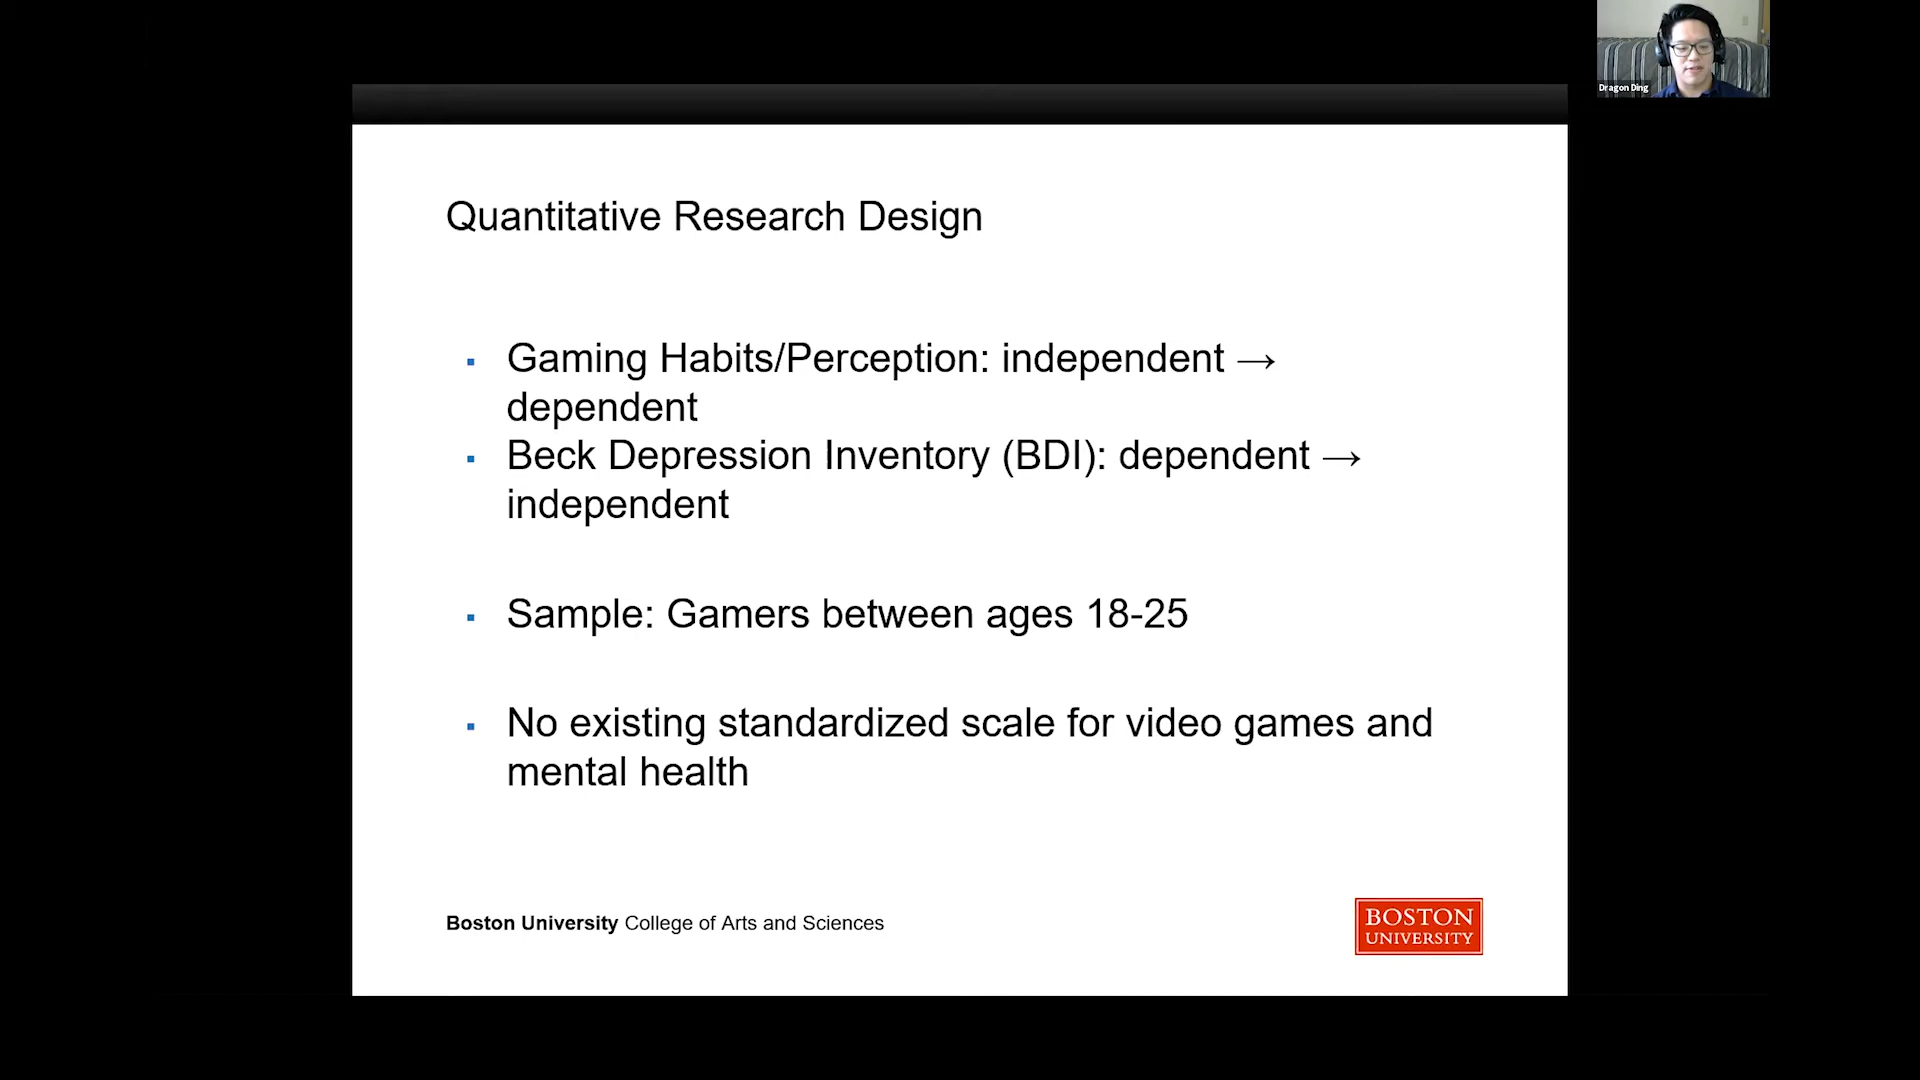 Dragon Ding
Quantitative Research Design
▪ Gaming Habits/Perception: independent →
dependent
▪ Beck Depression Inventory (BDI): dependent →
independent
▪ Sample: Gamers between ages 18-25
▪ No existing standardized scale for video games and
mental health
Boston University College of Arts and Sciences
BOSTON
UNIVERSITY